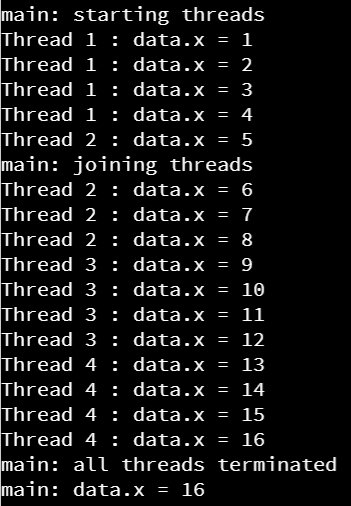 main: starting threads
Thread 1 : data.x = 1
Thread 1 : data.x = 2
Thread 1 : data.x = 3
Thread 1 : data.x = 4
Thread 2 : data.x = 5
main: joining threads
Thread 2 : data.x = 6
Thread 2 : data.x = 7
Thread 2 : data.x = 8
Thread 3 : data.x = 9
Thread 3 : data.x = 10
Thread 3 : data.x = 11
Thread 3 : data.x = 12
Thread 4 : data.x = 13
Thread 4 : data.x = 14
Thread 4 : data.x = 15
Thread 4 : data.x = 16
main: all threads terminated
main: data.x = 16